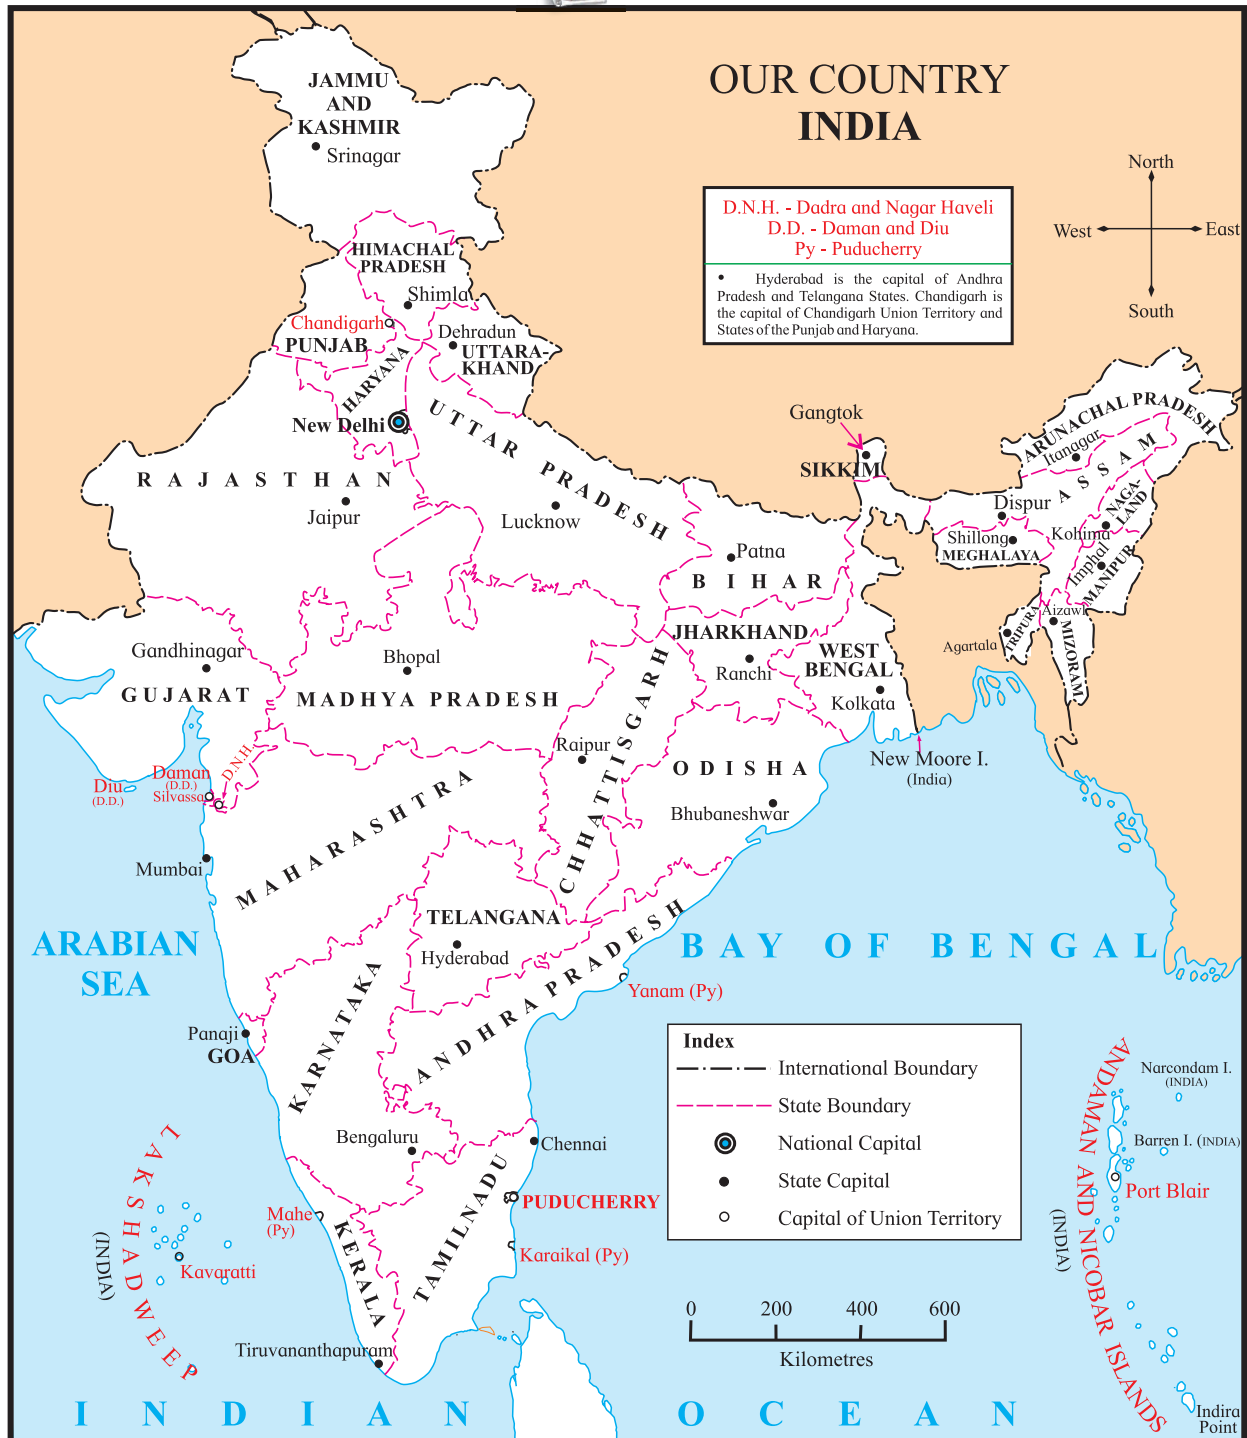 OUR COUNTRY
INDIA
North
West
East
South
D.N.H. - Dadra and Nagar Haveli
D.D. - Daman and Diu
Py - Puducherry
• Hyderabad is the capital of Andhra
Pradesh and Telangana States. Chandigarh is
the capital of Chandigarh Union Territory and
States of the Punjab and Haryana.
JAMMU
AND
KASHMIR
Srinagar
HIMACHAL
PRADESH
Shimla
Chandigarh
PUNJAB
Dehradun
UTTARA-
KHAND
HARYANA
New Delhi
UTTAR PRADESH
Lucknow
RAJASTHAN
Jaipur
Gangtok
SIKKIM
ARUNACHAL PRADESH
Itanagar
ASSAM
Dispur
NAGA-
LAND
Kohima
Shillong
MEGHALAYA
Imphal
MANIPUR
Aizawl
MIZORAM
TRIPURA
Agartala
Patna
BIHAR
JHARKHAND
Ranchi
WEST
BENGAL
Kolkata
New Moore I.
(India)
Gandhinagar
GUJARAT
Bhopal
MADHYA PRADESH
Raipur
CHHATTISGARH
ODISHA
Bhubaneshwar
Diu
(D.D.)
Daman
(D.D.)
Silvassa
D.N.H.
MAHARASHTRA
Mumbai
TELANGANA
Hyderabad
ANDHRA PRADESH
Yanam (Py)
ARABIAN
SEA
BAY OF BENGAL
Panaji
GOA
KARNATAKA
Bengaluru
Chennai
TAMILNADU
PUDUCHERRY
Karaikal (Py)
Mahe
(Py)
KERALA
Tiruvananthapuram
LAKSHADWEEP
(INDIA)
Kavaratti
Index
International Boundary
State Boundary
National Capital
State Capital
Capital of Union Territory
0 200 400 600
Kilometres
ANDAMAN AND NICOBAR ISLANDS
(INDIA)
Narcondam I.
(INDIA)
Barren I. (INDIA)
Port Blair
Indira
Point
INDIAN OCEAN